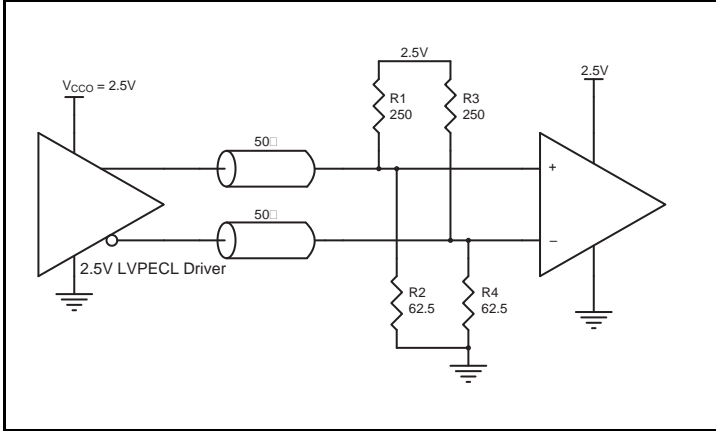 2.5V
V_CCO = 2.5V
2.5V
R1
250
R3
250
50□
+
50□
−
2.5V LVPECL Driver
R2
62.5
R4
62.5